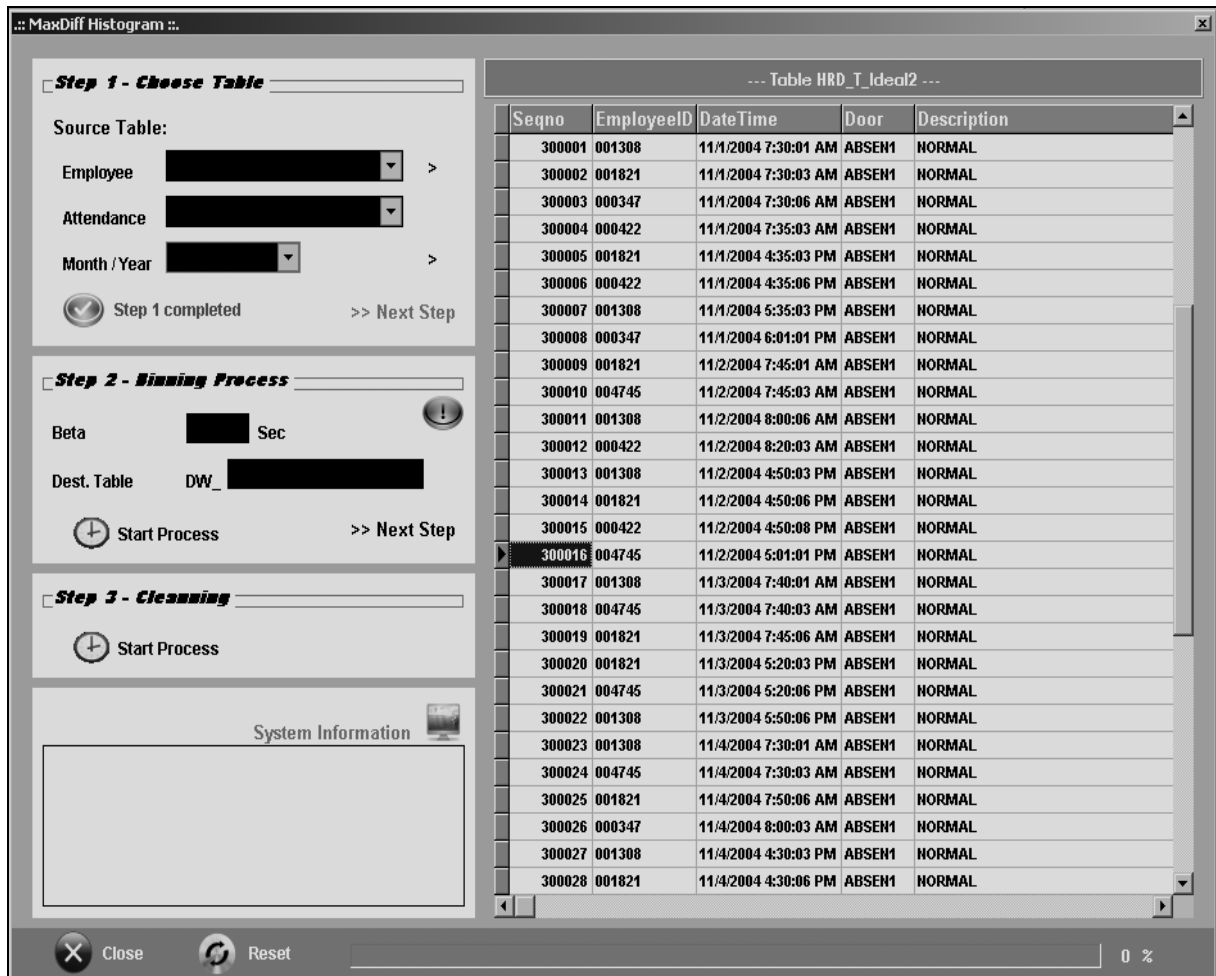 .:: MaxDiff Histogram ::.
Step 1 - Choose Table
Source Table:
Employee >
Attendance
Month / Year >
Step 1 completed >> Next Step
Step 2 - Binning Process
Beta Sec
Dest. Table DW_
Start Process >> Next Step
Step 3 - Cleanning
Start Process
System Information
--- Table HRD_T_Ideal2 ---
Seqno EmployeeID DateTime Door Description
300001 001308 11/1/2004 7:30:01 AM ABSEN1 NORMAL
300002 001821 11/1/2004 7:30:03 AM ABSEN1 NORMAL
300003 000347 11/1/2004 7:30:06 AM ABSEN1 NORMAL
300004 000422 11/1/2004 7:35:03 AM ABSEN1 NORMAL
300005 001821 11/1/2004 4:35:03 PM ABSEN1 NORMAL
300006 000422 11/1/2004 4:35:06 PM ABSEN1 NORMAL
300007 001308 11/1/2004 5:35:03 PM ABSEN1 NORMAL
300008 000347 11/1/2004 6:01:01 PM ABSEN1 NORMAL
300009 001821 11/2/2004 7:45:01 AM ABSEN1 NORMAL
300010 004745 11/2/2004 7:45:03 AM ABSEN1 NORMAL
300011 001308 11/2/2004 8:00:06 AM ABSEN1 NORMAL
300012 000422 11/2/2004 8:20:03 AM ABSEN1 NORMAL
300013 001308 11/2/2004 4:50:03 PM ABSEN1 NORMAL
300014 001821 11/2/2004 4:50:06 PM ABSEN1 NORMAL
300015 000422 11/2/2004 4:50:08 PM ABSEN1 NORMAL
300016 004745 11/2/2004 5:01:01 PM ABSEN1 NORMAL
300017 001308 11/3/2004 7:40:01 AM ABSEN1 NORMAL
300018 004745 11/3/2004 7:40:03 AM ABSEN1 NORMAL
300019 001821 11/3/2004 7:45:06 AM ABSEN1 NORMAL
300020 001821 11/3/2004 5:20:03 PM ABSEN1 NORMAL
300021 004745 11/3/2004 5:20:06 PM ABSEN1 NORMAL
300022 001308 11/3/2004 5:50:06 PM ABSEN1 NORMAL
300023 001308 11/4/2004 7:30:01 AM ABSEN1 NORMAL
300024 004745 11/4/2004 7:30:03 AM ABSEN1 NORMAL
300025 001821 11/4/2004 7:50:06 AM ABSEN1 NORMAL
300026 000347 11/4/2004 8:00:03 AM ABSEN1 NORMAL
300027 001308 11/4/2004 4:30:03 PM ABSEN1 NORMAL
300028 001821 11/4/2004 4:30:06 PM ABSEN1 NORMAL
Close Reset 0 %